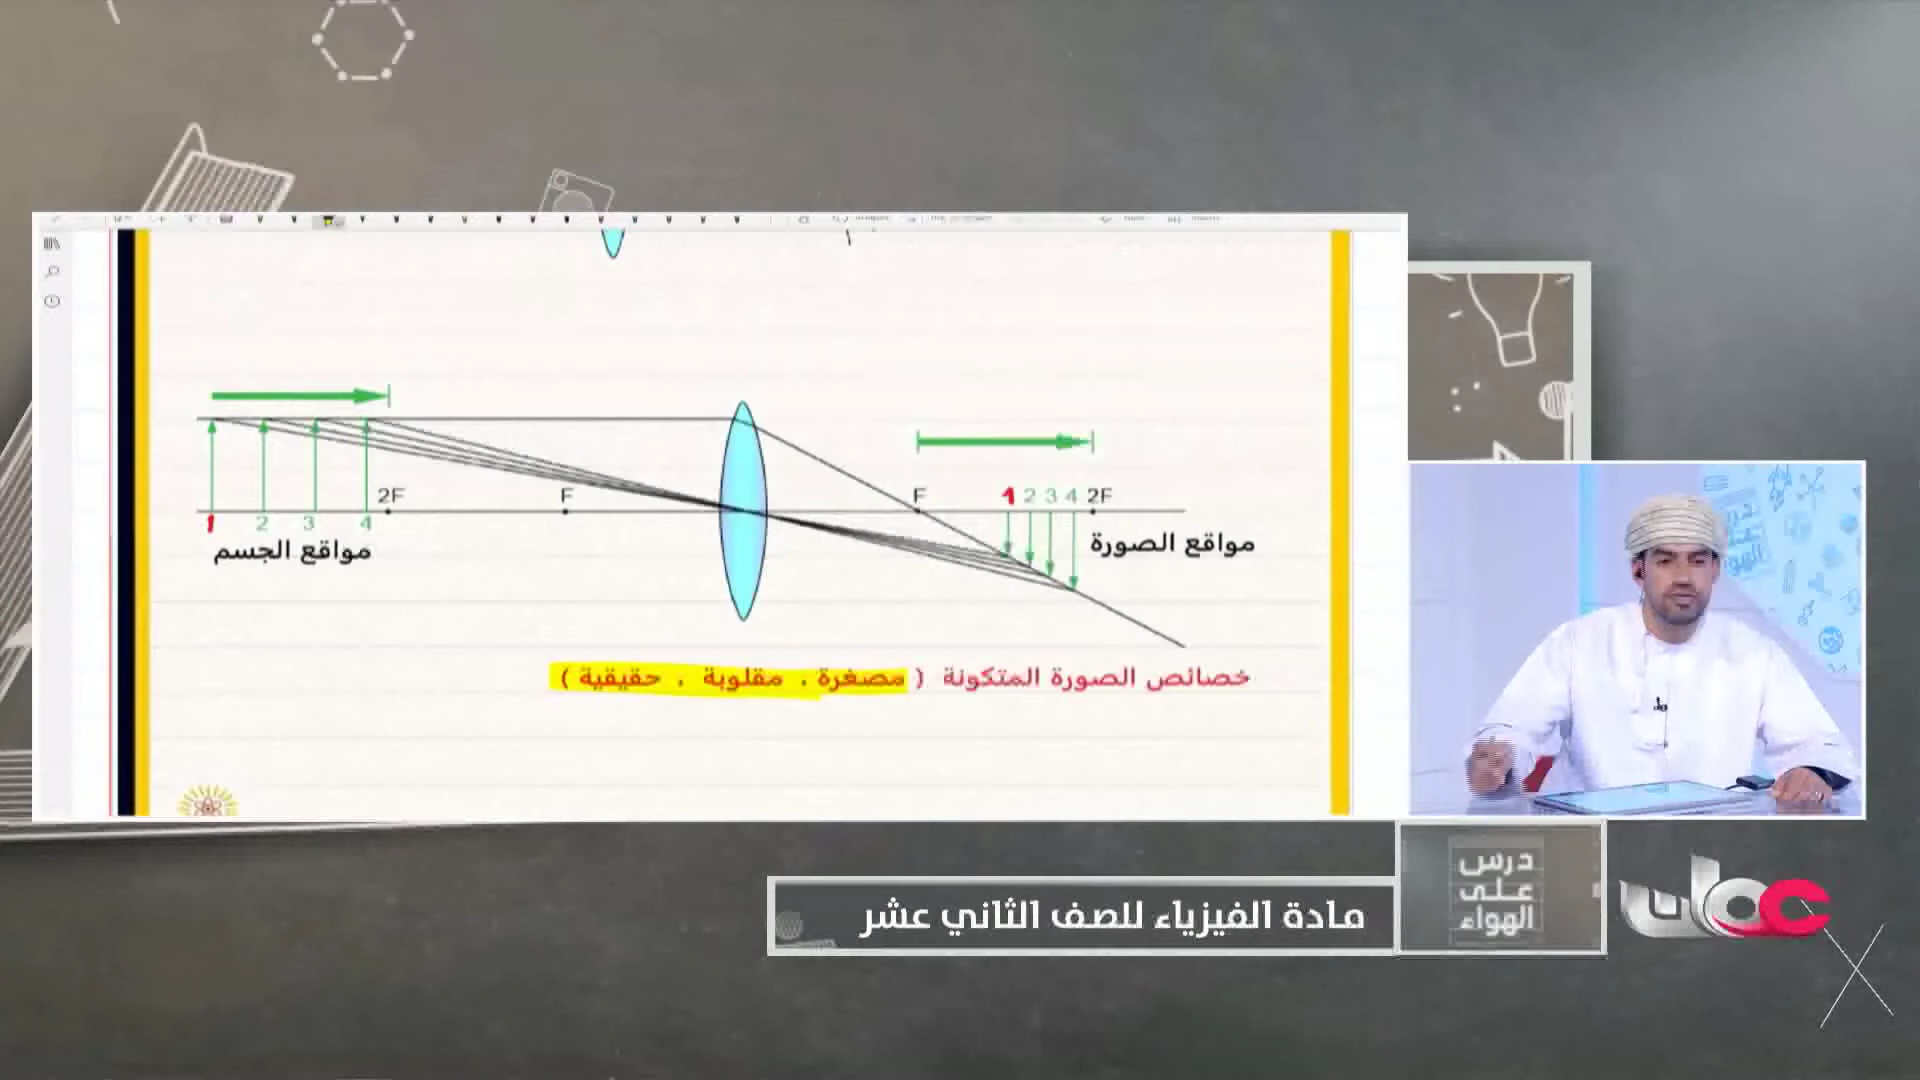 2F F F 1 2 3 4 2F
1 2 3 4
مواقع الجسم
مواقع الصورة
خصائص الصورة المتكونة ( مصغرة ، مقلوبة ، حقيقية )
مادة الفيزياء للصف الثاني عشر
درس
على
الهواء
عمان